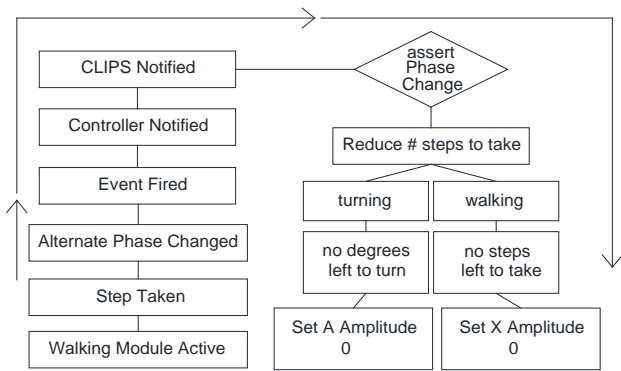 CLIPS Notified
Controller Notified
Event Fired
Alternate Phase Changed
Step Taken
Walking Module Active
assert
Phase
Change
Reduce # steps to take
turning
walking
no degrees
left to turn
no steps
left to take
Set A Amplitude
0
Set X Amplitude
0